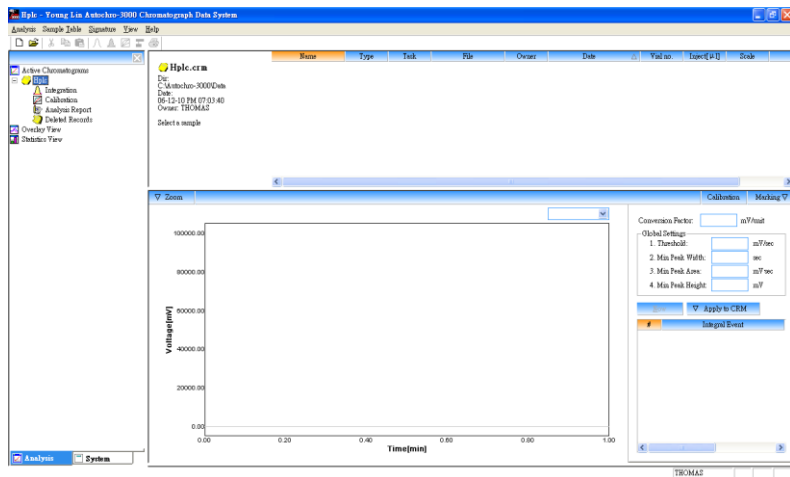 Hplc - Young Lin Autochro-3000 Chromatograph Data System
Analysis Sample Table Signature View Help
Name Type Task File Owner Date Vial no. Inject[μl] Scale
Active Chromatograms
Hplc
Integration
Calibration
Analysis Report
Deleted Records
Overlay View
Statistics View
Hplc.crm
Dir:
C:\Autochro-3000\Data
Date:
06-12-10 PM 07:03:40
Owner: THOMAS
Select a sample
Zoom Calibration Marking
Voltage[mV]
100000.00
80000.00
60000.00
40000.00
20000.00
0.00
0.00 0.20 0.40 0.60 0.80 1.00
Time[min]
Conversion Factor: mV/unit
Global Settings
1. Threshold: mV/sec
2. Min Peak Width: sec
3. Min Peak Area: mV sec
4. Min Peak Height: mV
Apply to CRM
# Integral Event
Analysis System
THOMAS